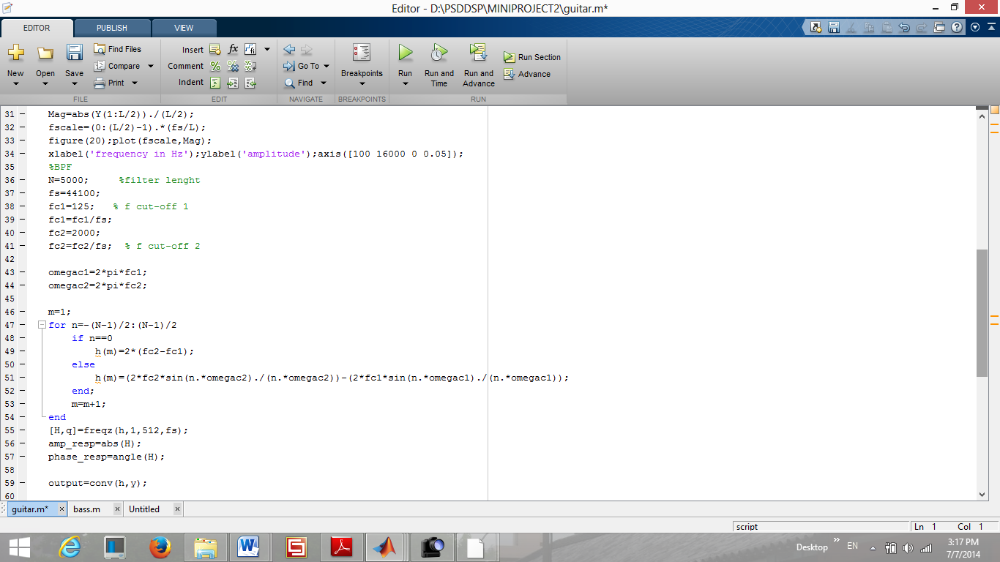 Editor - D:\PSDDSP\MINIPROJECT2\guitar.m*
EDITOR PUBLISH VIEW
New Open Save Find Files Compare Print
Insert fx Comment Indent
Go To Find
Breakpoints
Run Run and Time Run and Advance Run Section Advance
FILE EDIT NAVIGATE BREAKPOINTS RUN
31 Mag=abs(Y(1:L/2))./(L/2);
32 fscale=(0:(L/2)-1).*(fs/L);
33 figure(20);plot(fscale,Mag);
34 xlabel('frequency in Hz');ylabel('amplitude');axis([100 16000 0 0.05]);
35 %BPF
36 N=5000; %filter lenght
37 fs=44100;
38 fc1=125; % f cut-off 1
39 fc1=fc1/fs;
40 fc2=2000;
41 fc2=fc2/fs; % f cut-off 2
42
43 omegac1=2*pi*fc1;
44 omegac2=2*pi*fc2;
45
46 m=1;
47 for n=-(N-1)/2:(N-1)/2
48 if n==0
49 h(m)=2*(fc2-fc1);
50 else
51 h(m)=(2*fc2*sin(n.*omegac2)./(n.*omegac2))-(2*fc1*sin(n.*omegac1)./(n.*omegac1));
52 end;
53 m=m+1;
54 end
55 [H,q]=freqz(h,1,512,fs);
56 amp_resp=abs(H);
57 phase_resp=angle(H);
58
59 output=conv(h,y);
60
guitar.m* bass.m Untitled
script Ln 1 Col 1
Desktop EN 3:17 PM
7/7/2014